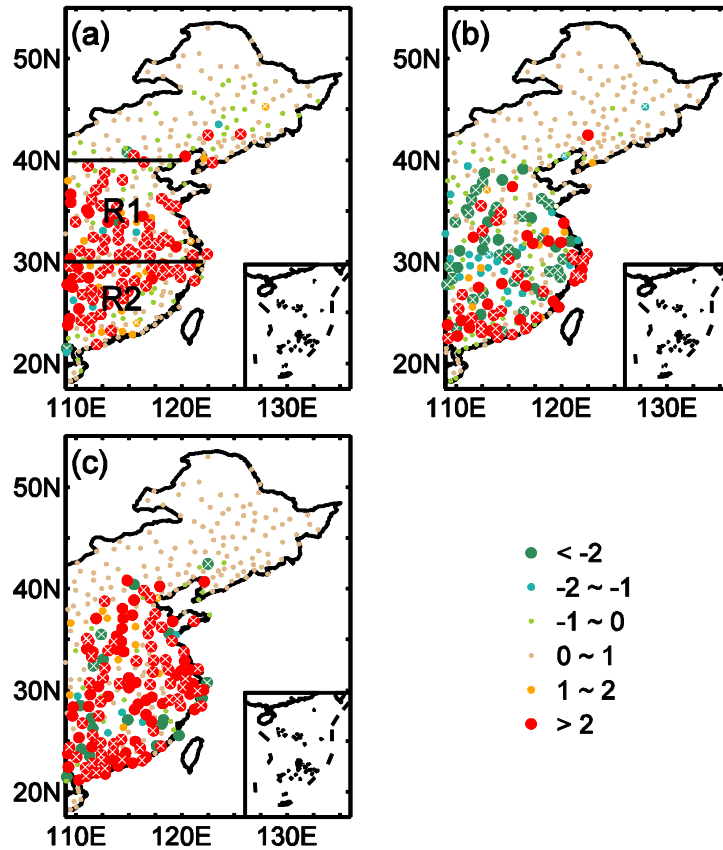 (a)
50N
40N
30N
20N
R1
R2
110E 120E 130E
(b)
50N
40N
30N
20N
110E 120E 130E
(c)
50N
40N
30N
20N
110E 120E 130E
< -2
-2 ~ -1
-1 ~ 0
0 ~ 1
1 ~ 2
> 2